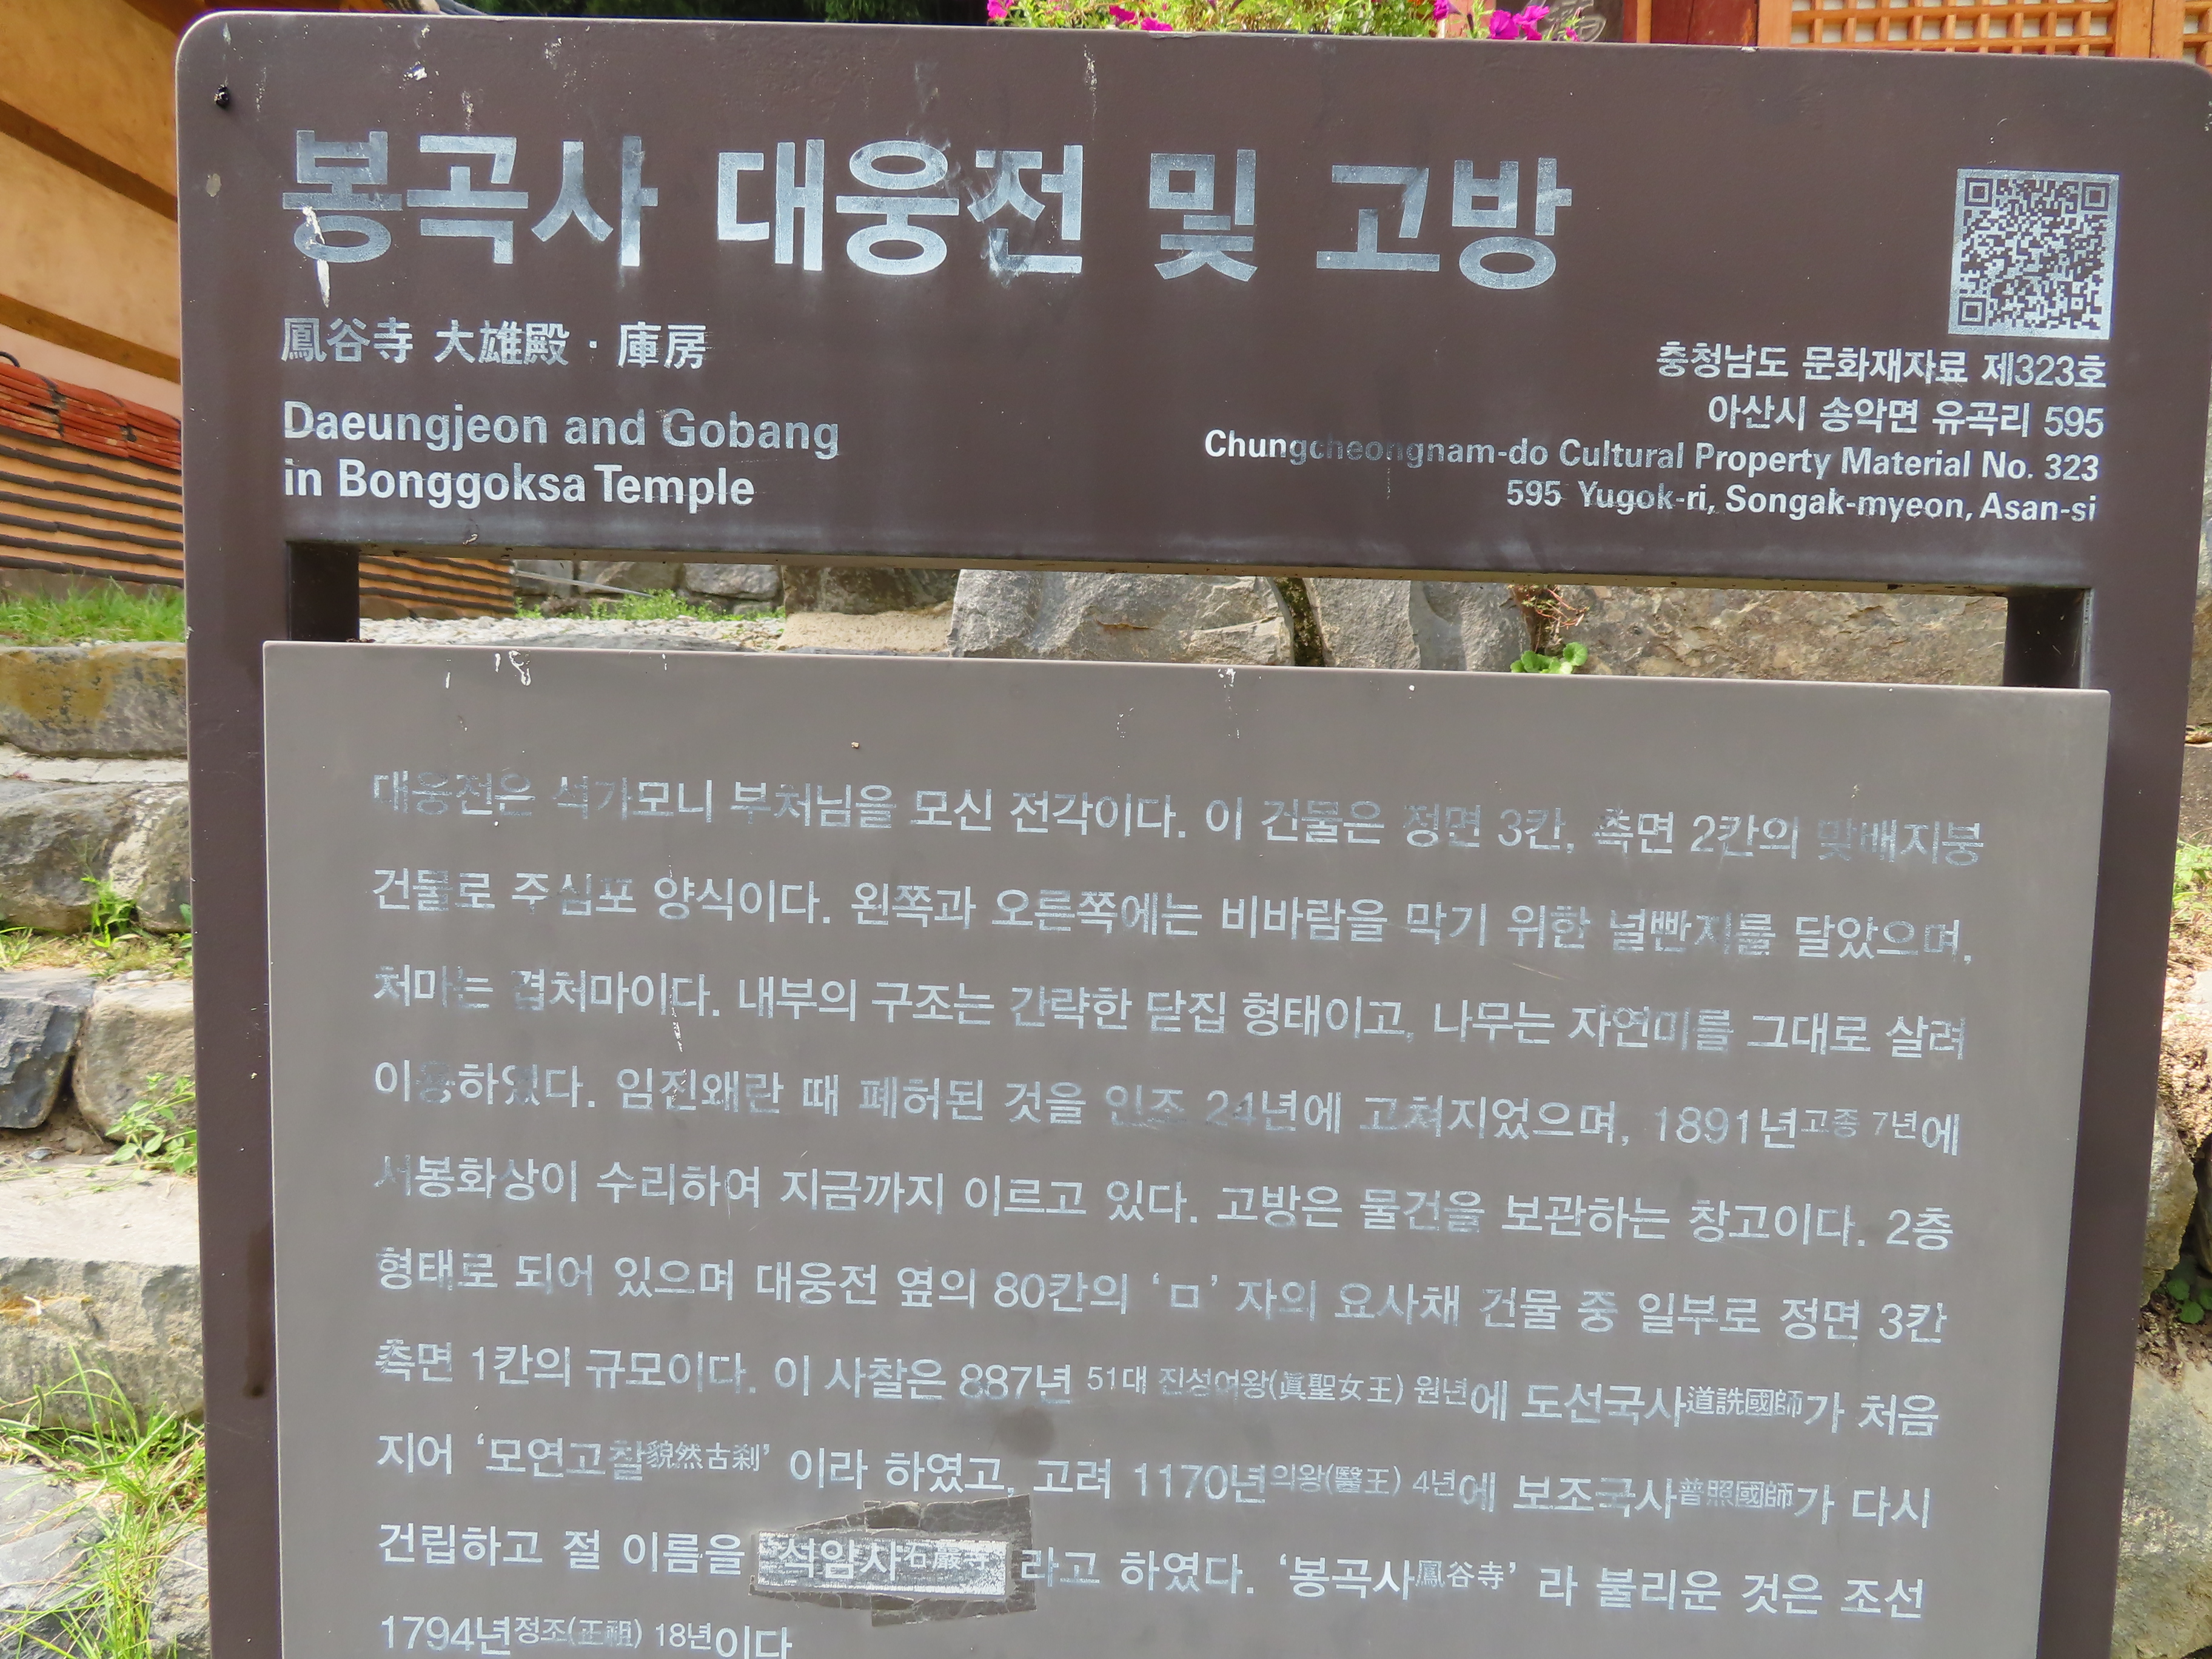 봉곡사 대웅전 및 고방
鳳谷寺 大雄殿 · 庫房
Daeungjeon and Gobang
in Bonggoksa Temple
충청남도 문화재자료 제323호
아산시 송악면 유곡리 595
Chungcheongnam-do Cultural Property Material No. 323
595 Yugok-ri, Songak-myeon, Asan-si
대웅전은 석가모니 부처님을 모신 전각이다. 이 건물은 정면 3칸, 측면 2칸의 맞배지붕
건물로 주심포 양식이다. 왼쪽과 오른쪽에는 비바람을 막기 위한 널빤지를 달았으며,
처마는 겹처마이다. 내부의 구조는 간략한 닫집 형태이고, 나무는 자연미를 그대로 살려
이용하였다. 임진왜란 때 폐허된 것을 인조 24년에 고쳐지었으며, 1891년고종 7년에
서봉화상이 수리하여 지금까지 이르고 있다. 고방은 물건을 보관하는 창고이다. 2층
형태로 되어 있으며 대웅전 옆의 80칸의 ‘ㅁ’ 자의 요사채 건물 중 일부로 정면 3칸
측면 1칸의 규모이다. 이 사찰은 887년 51대 진성여왕(眞聖女王) 원년에 도선국사道詵國師가 처음
지어 ‘모연고찰貌然古刹’ 이라 하였고, 고려 1170년의왕(醫王) 4년에 보조국사普照國師가 다시
건립하고 절 이름을 석암사石巖寺 라고 하였다. ‘봉곡사鳳谷寺’ 라 불리운 것은 조선
1794년정조(正祖) 18년이다